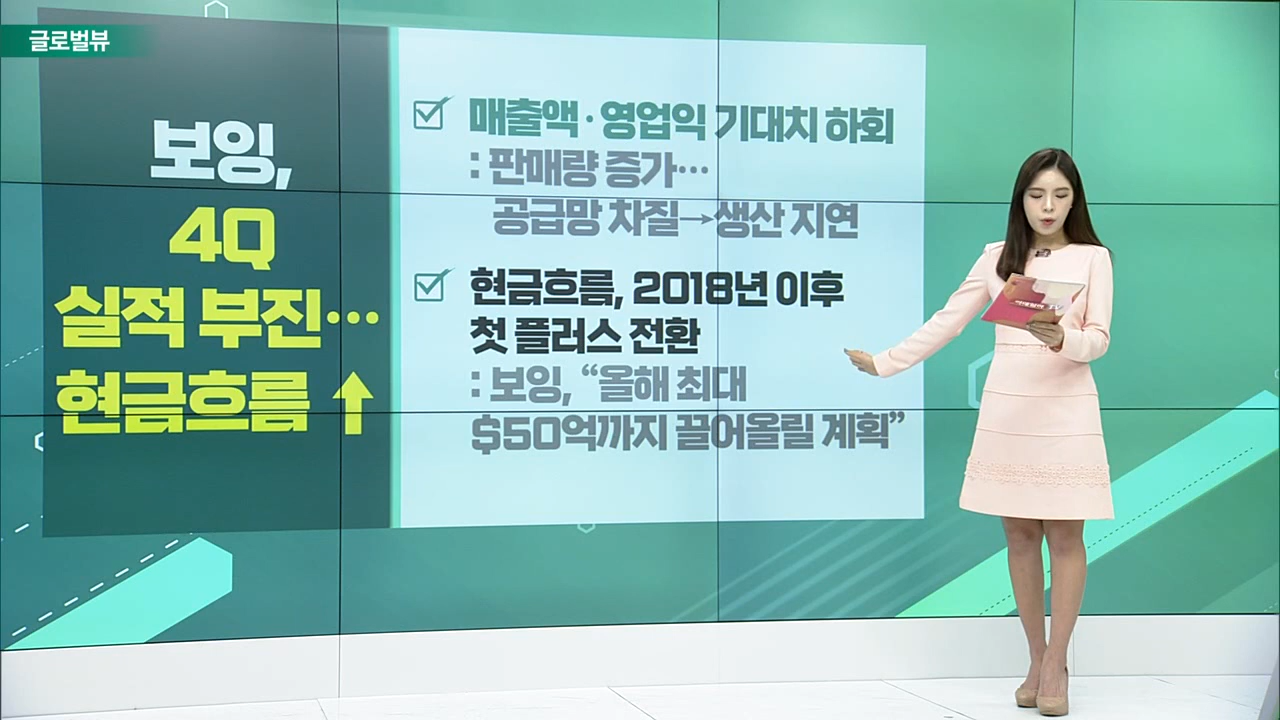 글로벌뷰
보잉,
4Q
실적 부진…
현금흐름 ↑
매출액·영업익 기대치 하회
: 판매량 증가…
공급망 차질→생산 지연
현금흐름, 2018년 이후
첫 플러스 전환
: 보잉, “올해 최대
$50억까지 끌어올릴 계획”